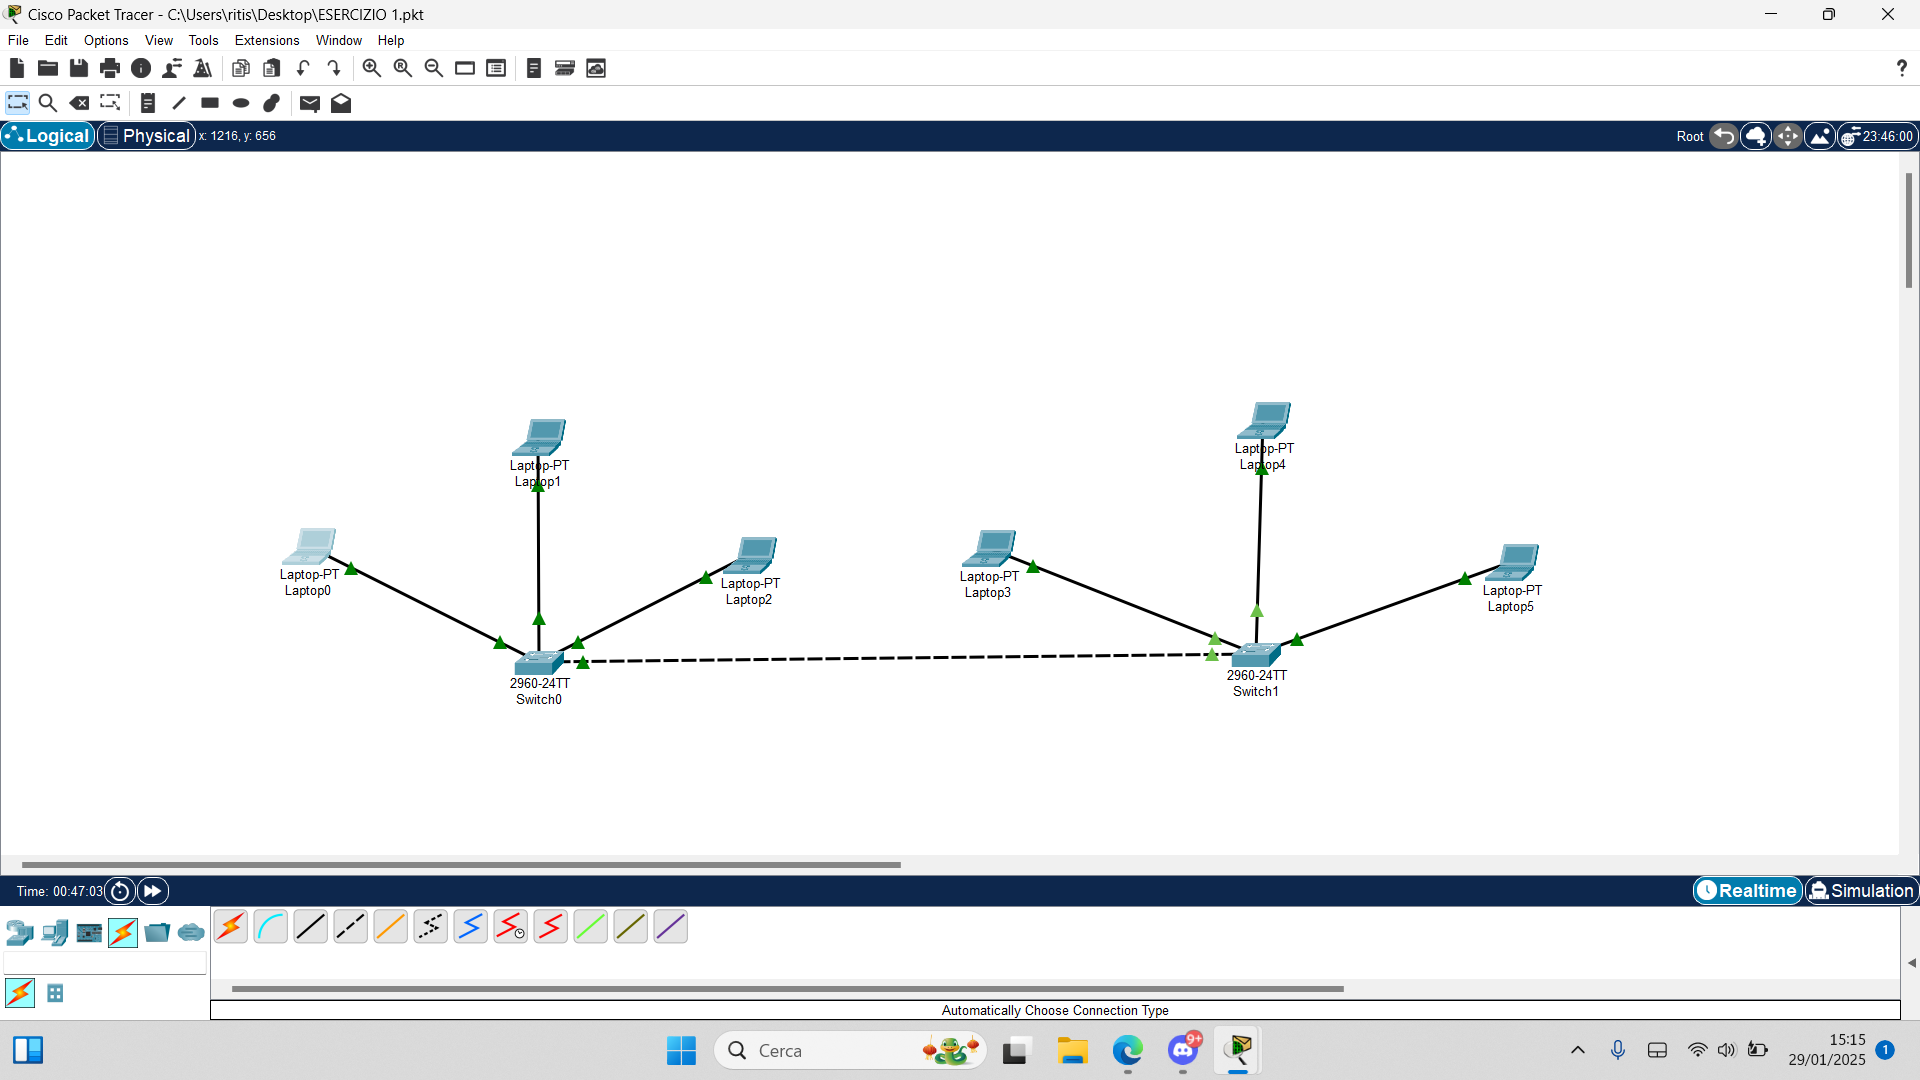 Cisco Packet Tracer - C:\Users\ritis\Desktop\ESERCIZIO 1.pkt
File Edit Options View Tools Extensions Window Help
?
Logical Physical x: 1216, y: 656 Root 23:46:00
Laptop-PT
Laptop4
Laptop-PT
Laptop1
Laptop-PT
Laptop0
Laptop-PT
Laptop2
Laptop-PT
Laptop3
Laptop-PT
Laptop5
2960-24TT
Switch0
2960-24TT
Switch1
Time: 00:47:03 Realtime Simulation
Automatically Choose Connection Type
Cerca
9+
15:15
29/01/2025
1